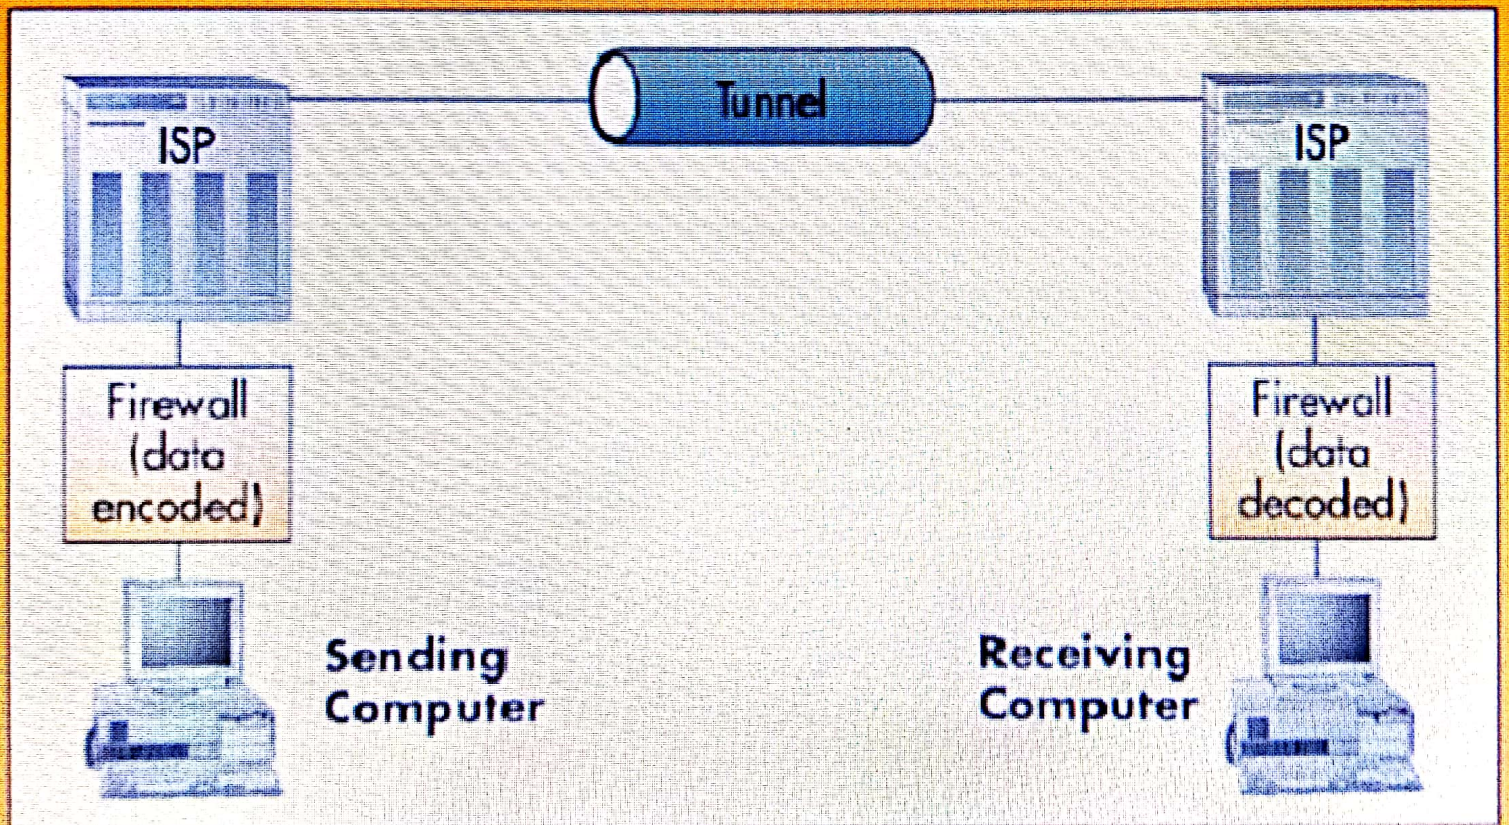 Tunnel
ISP
ISP
Firewall
(data
encoded)
Firewall
(data
decoded)
Sending
Computer
Receiving
Computer